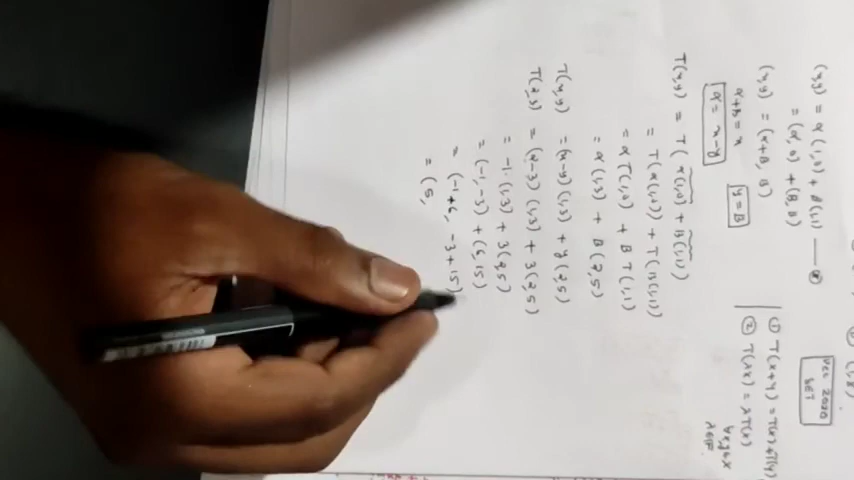 (x,y) = α(1,0) + β(1,1) —— ⊛
= (α,0) + (β,β)
(x,y) = (α+β, β)
α+β = x
y = β
α = x-y
T(x,y) = T(α(1,0) + β(1,1))
= T(α(1,0)) + T(β(1,1))
= α T(1,0) + β T(1,1)
= α(1,3) + β(2,5)
T(x,y) = (x-y)(1,3) + y(2,5)
T(2,3) = (2-3)(1,3) + 3(2,5)
= -1·(1,3) + 3(2,5)
= (-1,-3) + (6,15)
= (-1+6, -3+15)
= (5,
Dec 2020
SET
① T(x+y) = T(x)+T(y)
② T(λx) = λT(x)